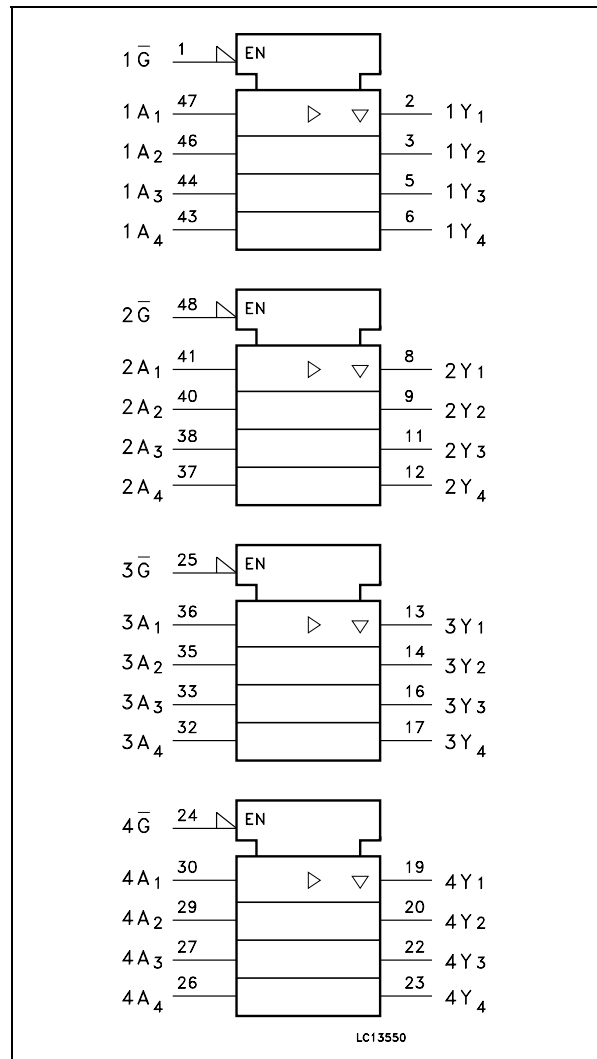 1G̅ 1 EN
1A₁ 47 2 1Y₁
1A₂ 46 3 1Y₂
1A₃ 44 5 1Y₃
1A₄ 43 6 1Y₄
2G̅ 48 EN
2A₁ 41 8 2Y₁
2A₂ 40 9 2Y₂
2A₃ 38 11 2Y₃
2A₄ 37 12 2Y₄
3G̅ 25 EN
3A₁ 36 13 3Y₁
3A₂ 35 14 3Y₂
3A₃ 33 16 3Y₃
3A₄ 32 17 3Y₄
4G̅ 24 EN
4A₁ 30 19 4Y₁
4A₂ 29 20 4Y₂
4A₃ 27 22 4Y₃
4A₄ 26 23 4Y₄
LC13550